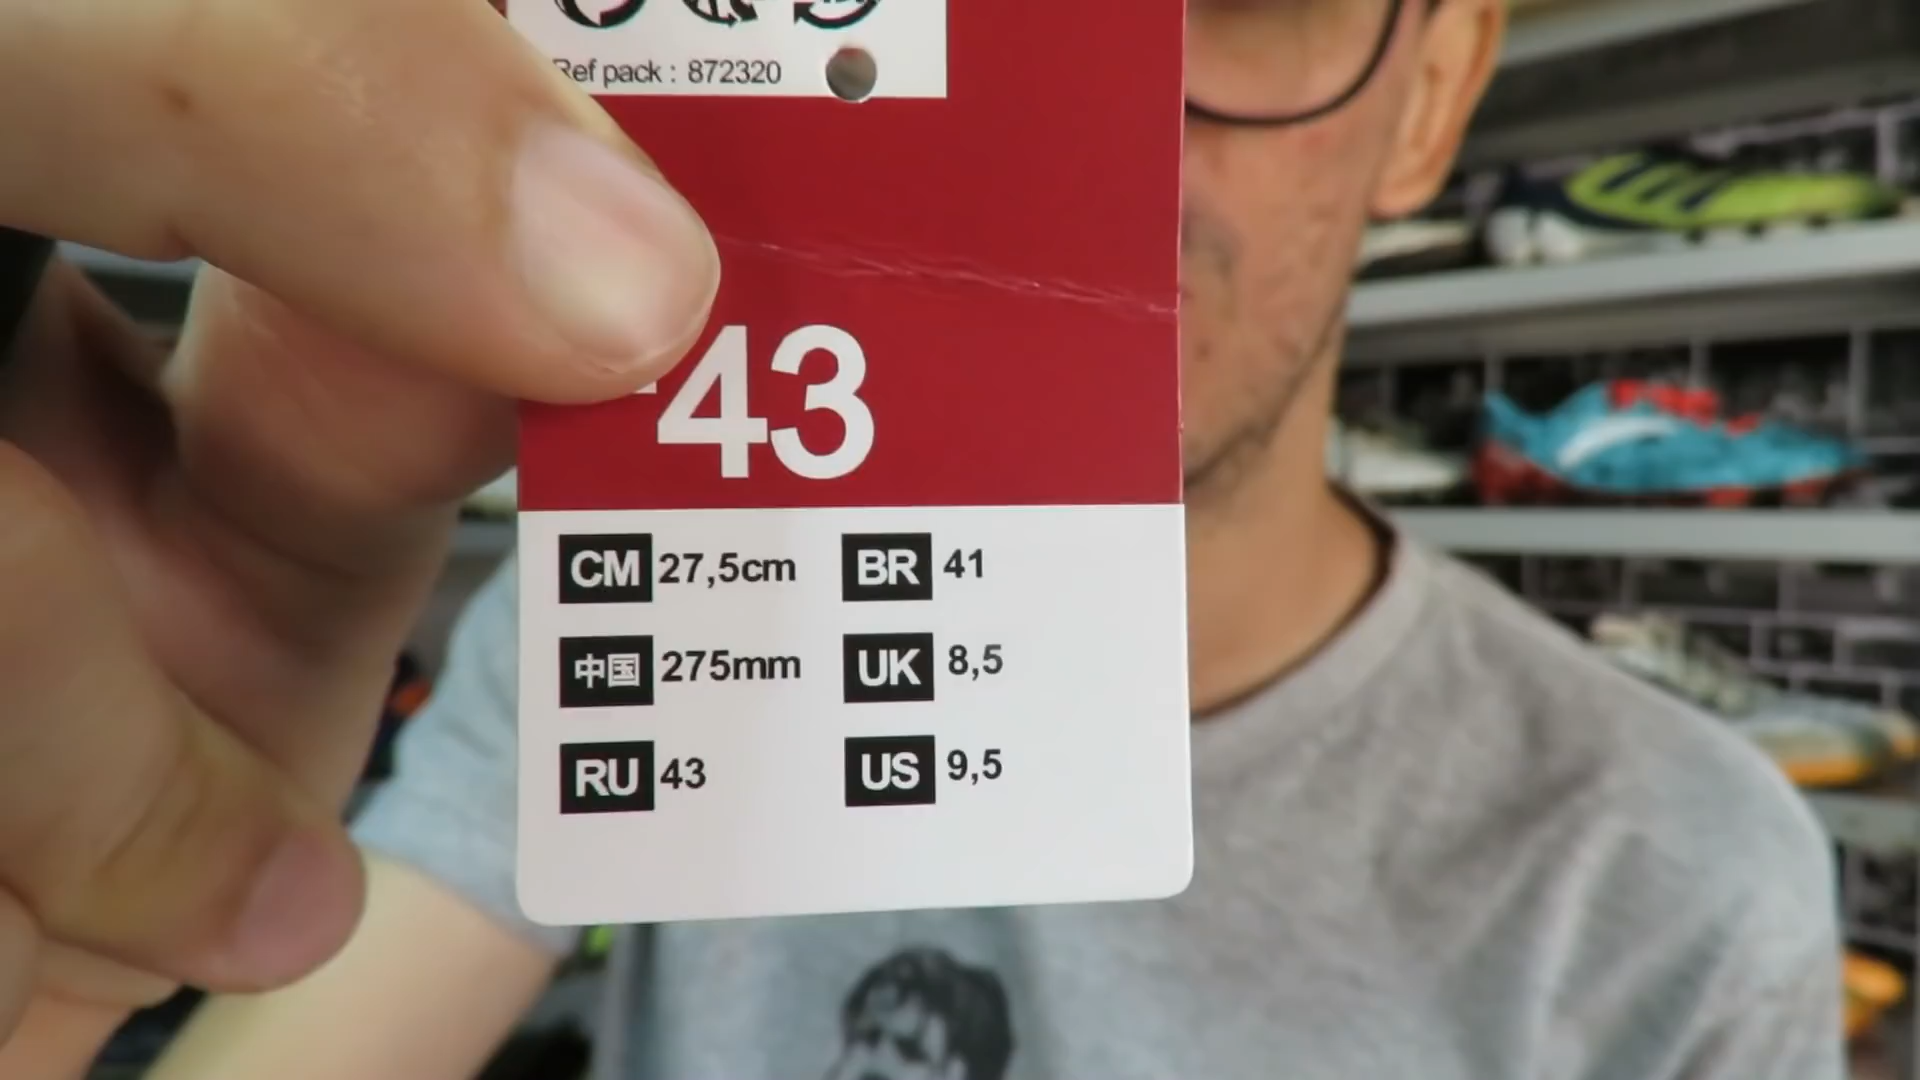 Ref pack : 872320
43
CM 27,5cm BR 41
中国 275mm UK 8,5
RU 43 US 9,5